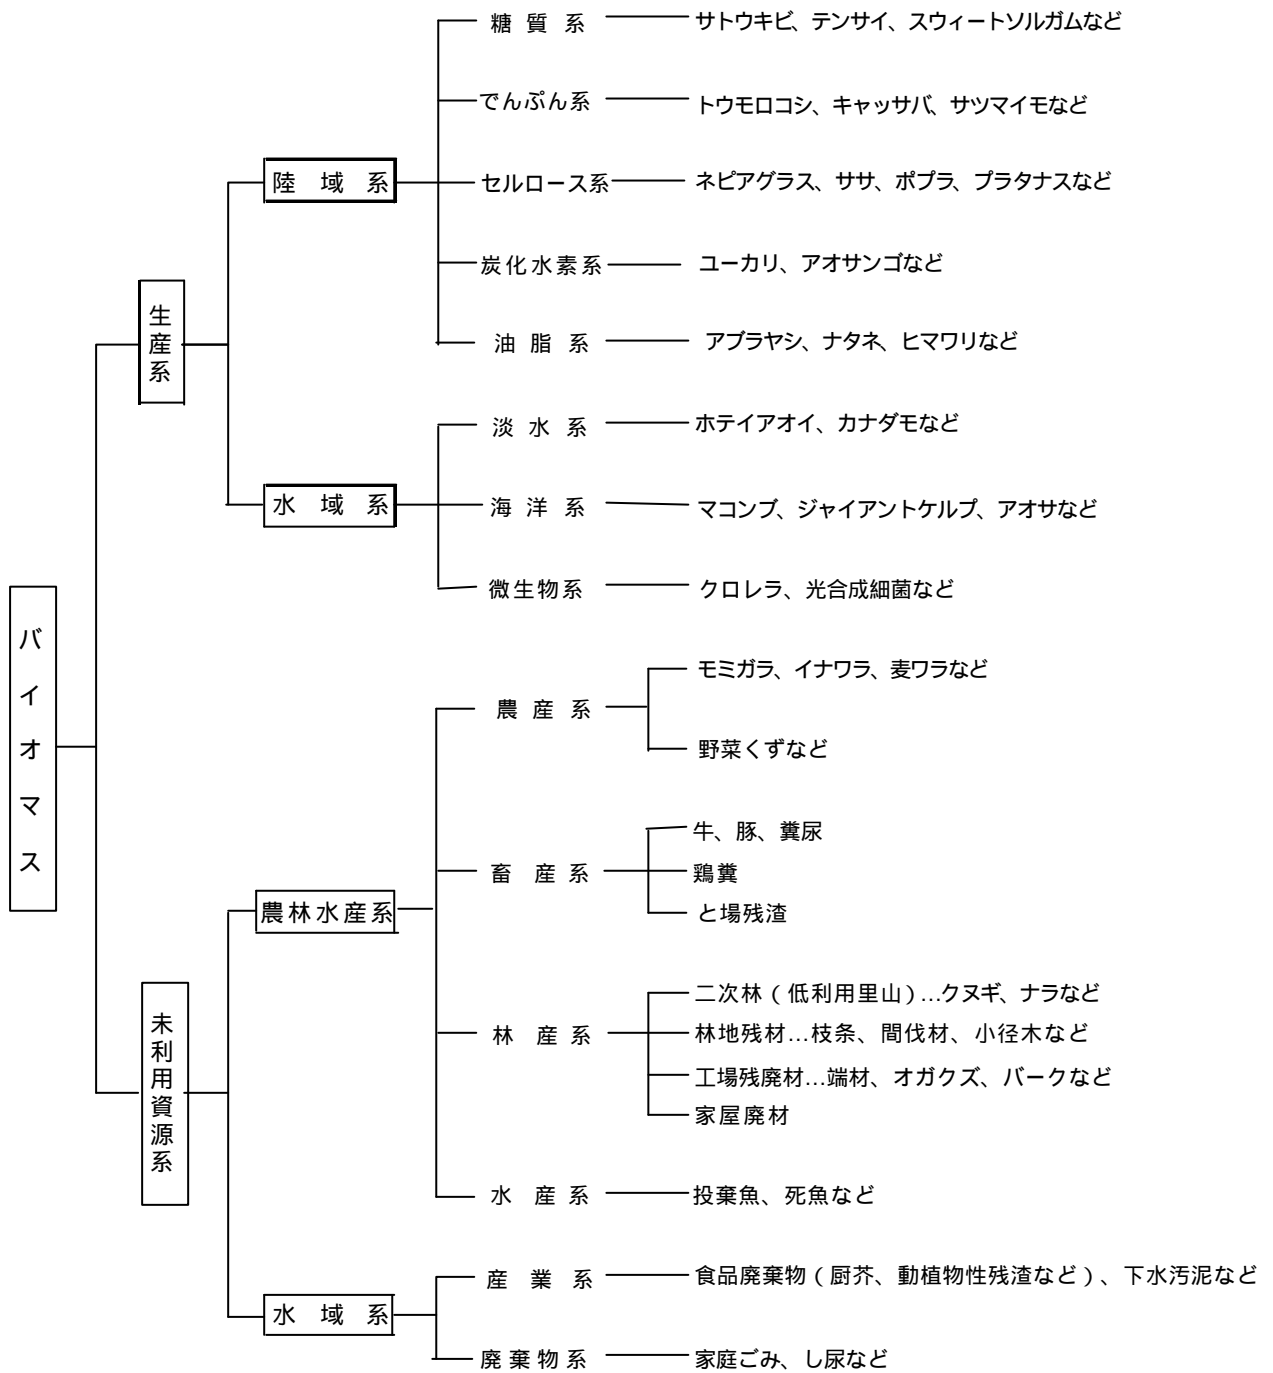 バイオマス
生産系
陸域系
糖質系
サトウキビ、テンサイ、スウィートソルガムなど
でんぷん系
トウモロコシ、キャッサバ、サツマイモなど
セルロース系
ネピアグラス、ササ、ポプラ、プラタナスなど
炭化水素系
ユーカリ、アオサンゴなど
油脂系
アブラヤシ、ナタネ、ヒマワリなど
水域系
淡水系
ホテイアオイ、カナダモなど
海洋系
マコンブ、ジャイアントケルプ、アオサなど
微生物系
クロレラ、光合成細菌など
未利用資源系
農林水産系
農産系
モミガラ、イナワラ、麦ワラなど
野菜くずなど
畜産系
牛、豚、糞尿
鶏糞
と場残渣
林産系
二次林(低利用里山)…クヌギ、ナラなど
林地残材…枝条、間伐材、小径木など
工場残廃材…端材、オガクズ、バークなど
家屋廃材
水産系
投棄魚、死魚など
水域系
産業系
食品廃棄物(厨芥、動植物性残渣など)、下水汚泥など
廃棄物系
家庭ごみ、し尿など